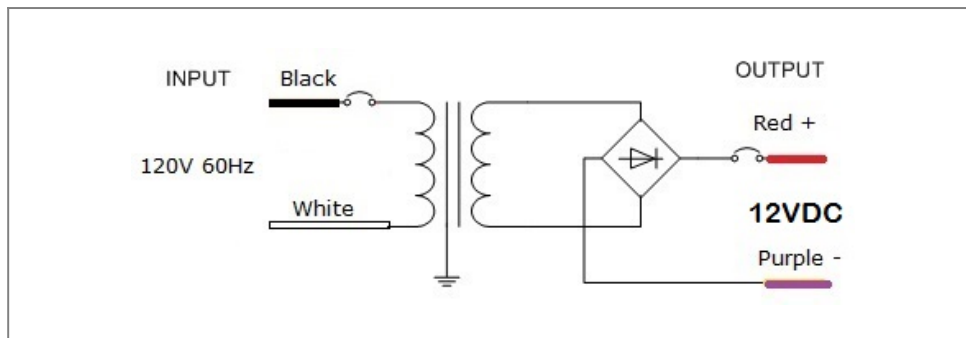 INPUT
Black
120V 60Hz
White
OUTPUT
Red +
12VDC
Purple -